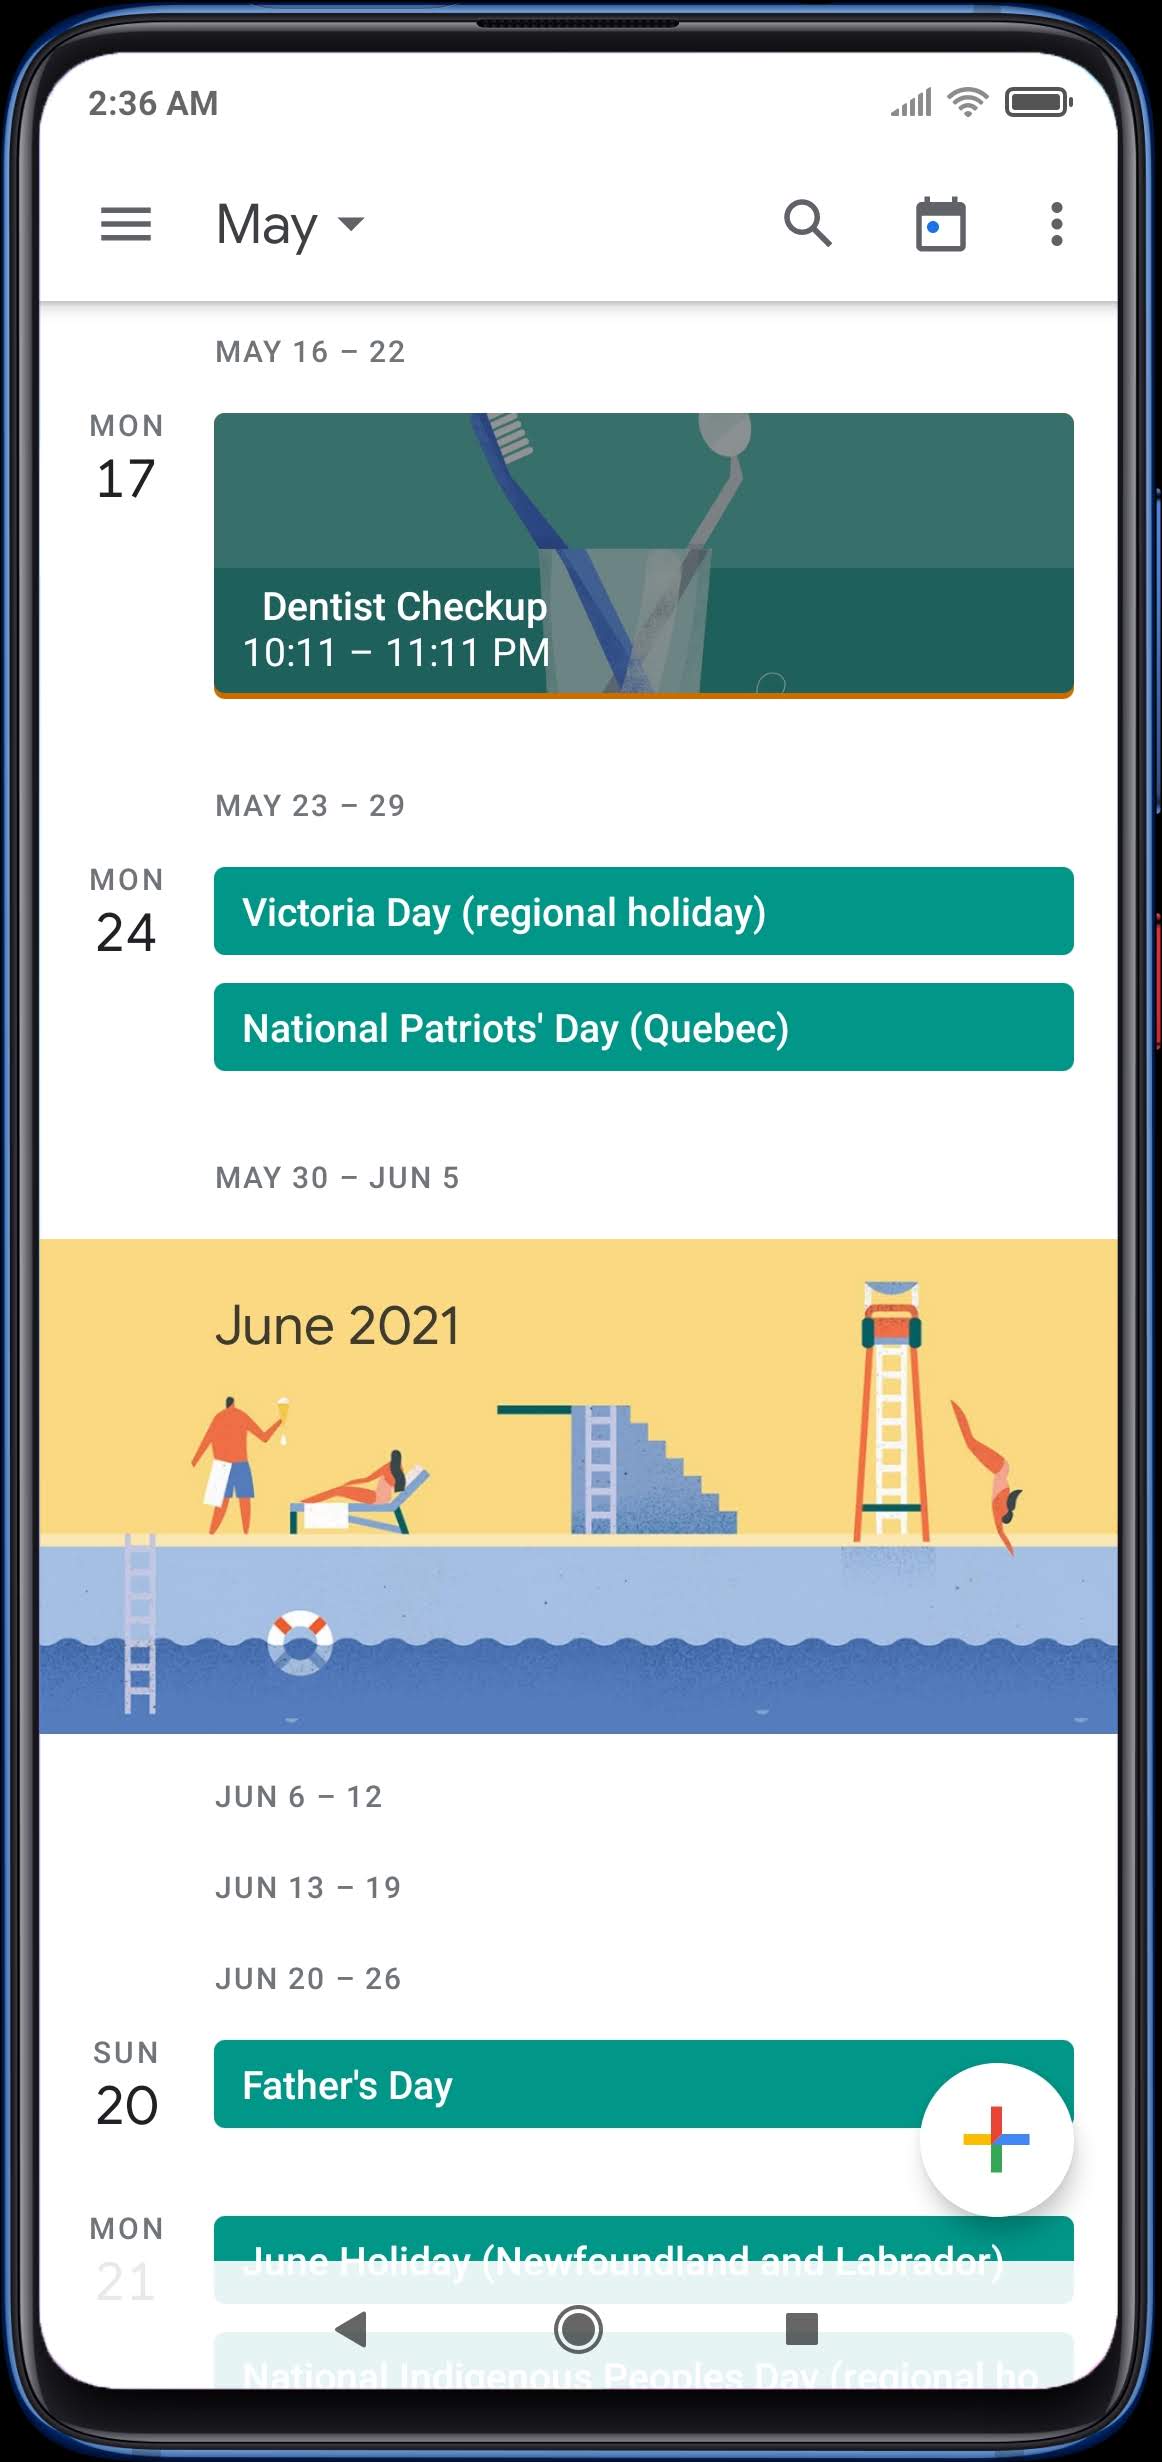 2:36 AM
May
MAY 16 – 22
MON
17
Dentist Checkup
10:11 – 11:11 PM
MAY 23 – 29
MON
24
Victoria Day (regional holiday)
National Patriots' Day (Quebec)
MAY 30 – JUN 5
June 2021
JUN 6 – 12
JUN 13 – 19
JUN 20 – 26
SUN
20
Father's Day
MON
21
June Holiday (Newfoundland and Labrador)
National Indigenous Peoples Day (regional ho